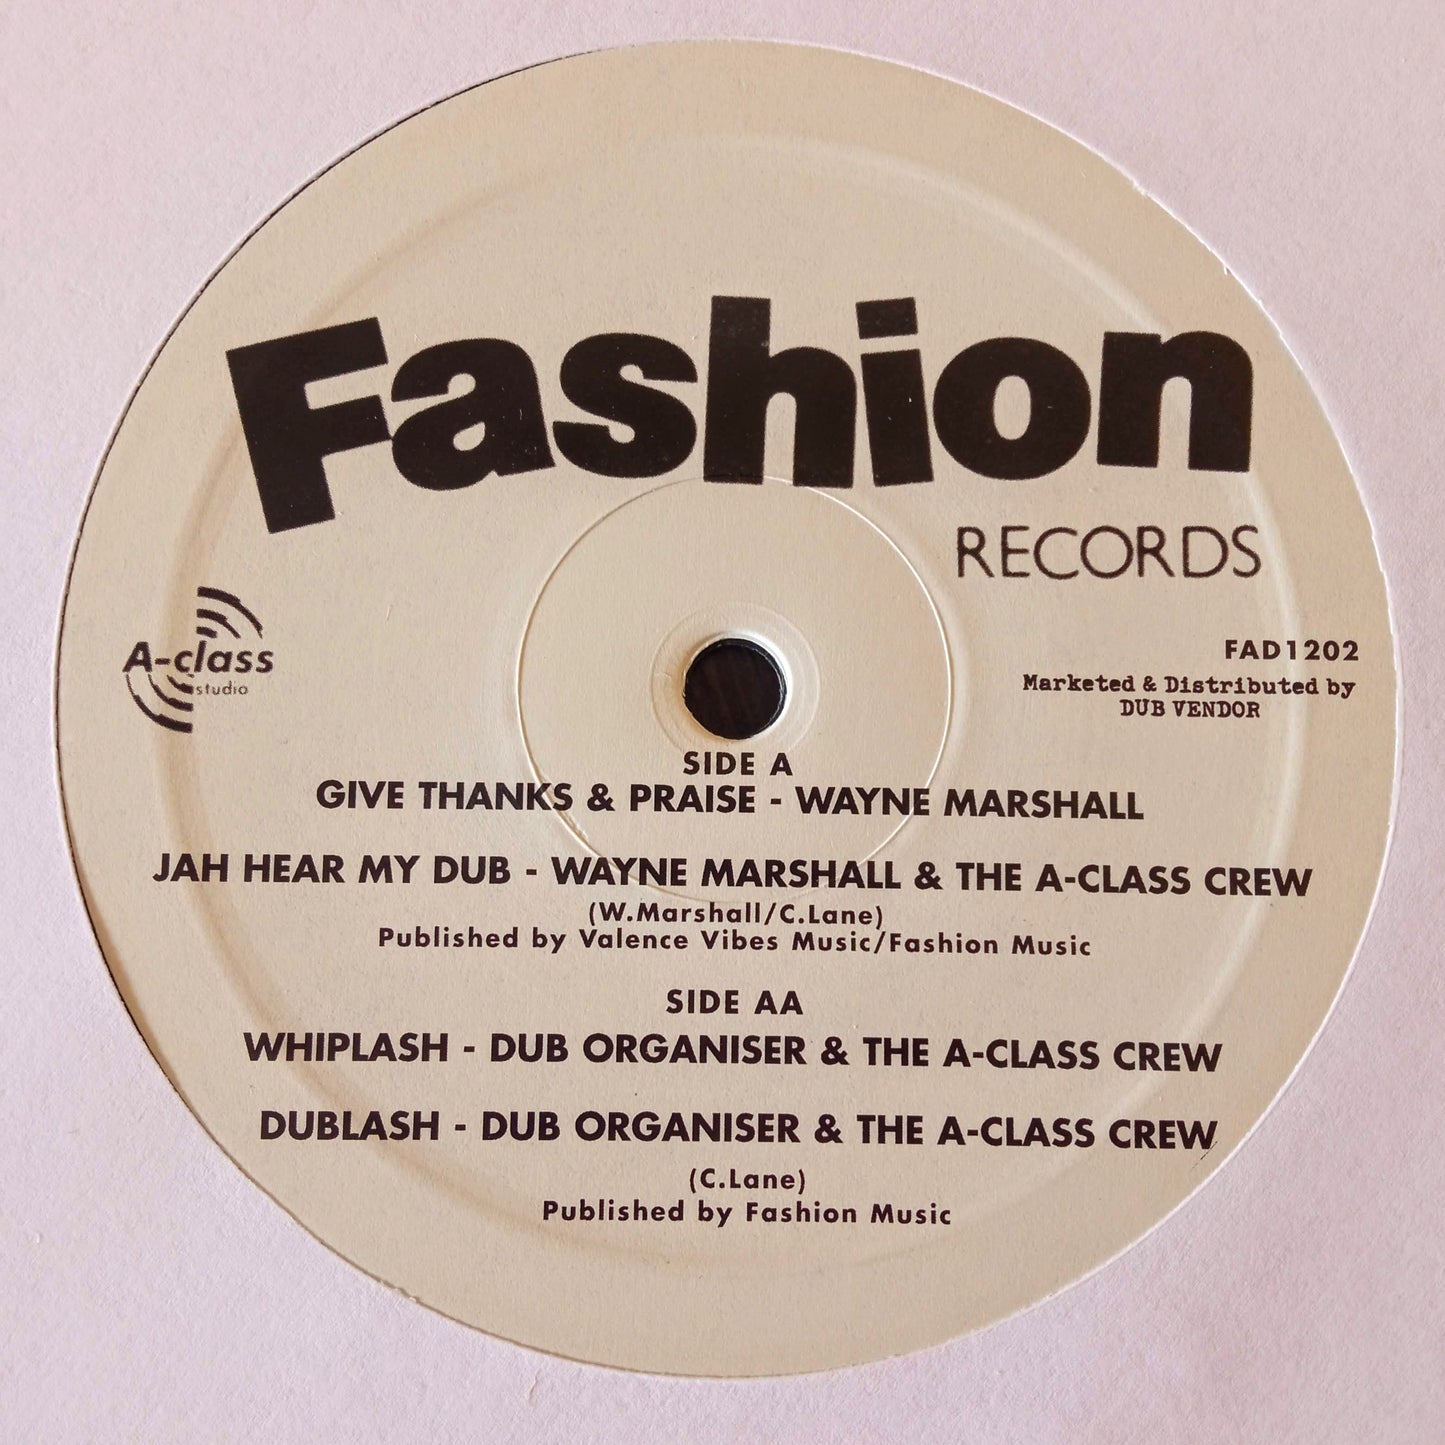 Fashion
RECORDS
A-class
studio
FAD1202
Marketed & Distributed by
DUB VENDOR
SIDE A
GIVE THANKS & PRAISE - WAYNE MARSHALL
JAH HEAR MY DUB - WAYNE MARSHALL & THE A-CLASS CREW
(W.Marshall/C.Lane)
Published by Valence Vibes Music/Fashion Music
SIDE AA
WHIPLASH - DUB ORGANISER & THE A-CLASS CREW
DUBLASH - DUB ORGANISER & THE A-CLASS CREW
(C.Lane)
Published by Fashion Music